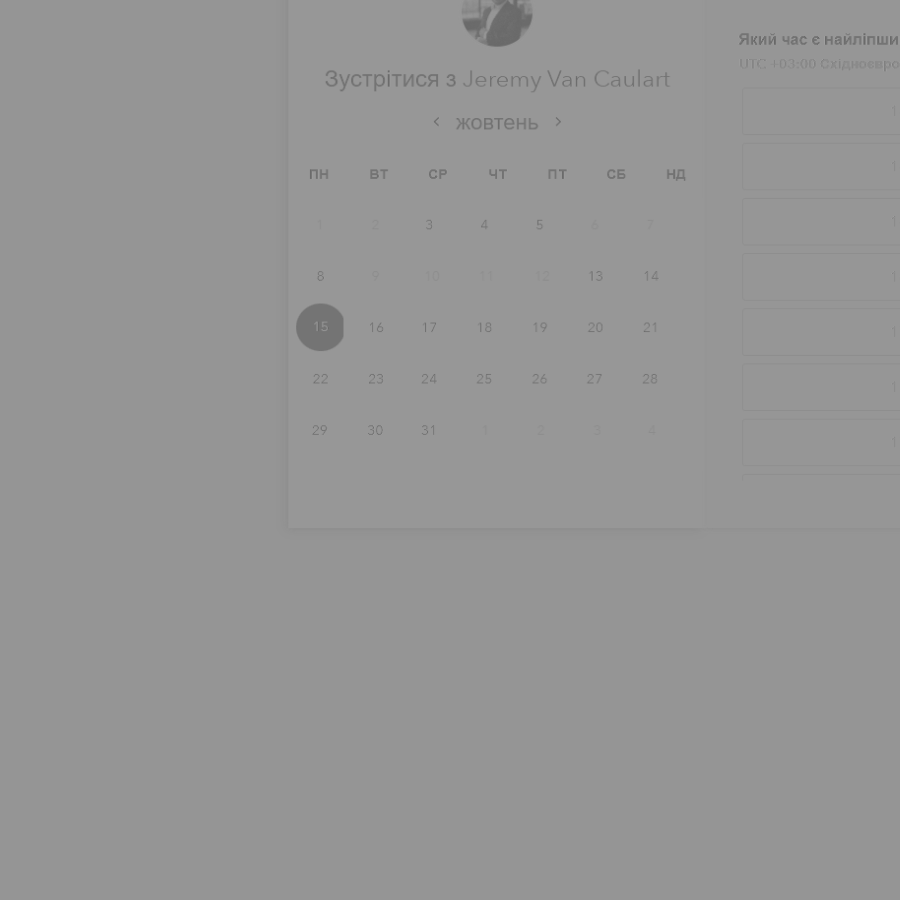 Зустрітися з Jeremy Van Caulart
‹ жовтень ›
ПН ВТ СР ЧТ ПТ СБ НД
1 2 3 4 5 6 7
8 9 10 11 12 13 14
15 16 17 18 19 20 21
22 23 24 25 26 27 28
29 30 31 1 2 3 4
Який час є найліпши
UTC +03:00 Східноєвро